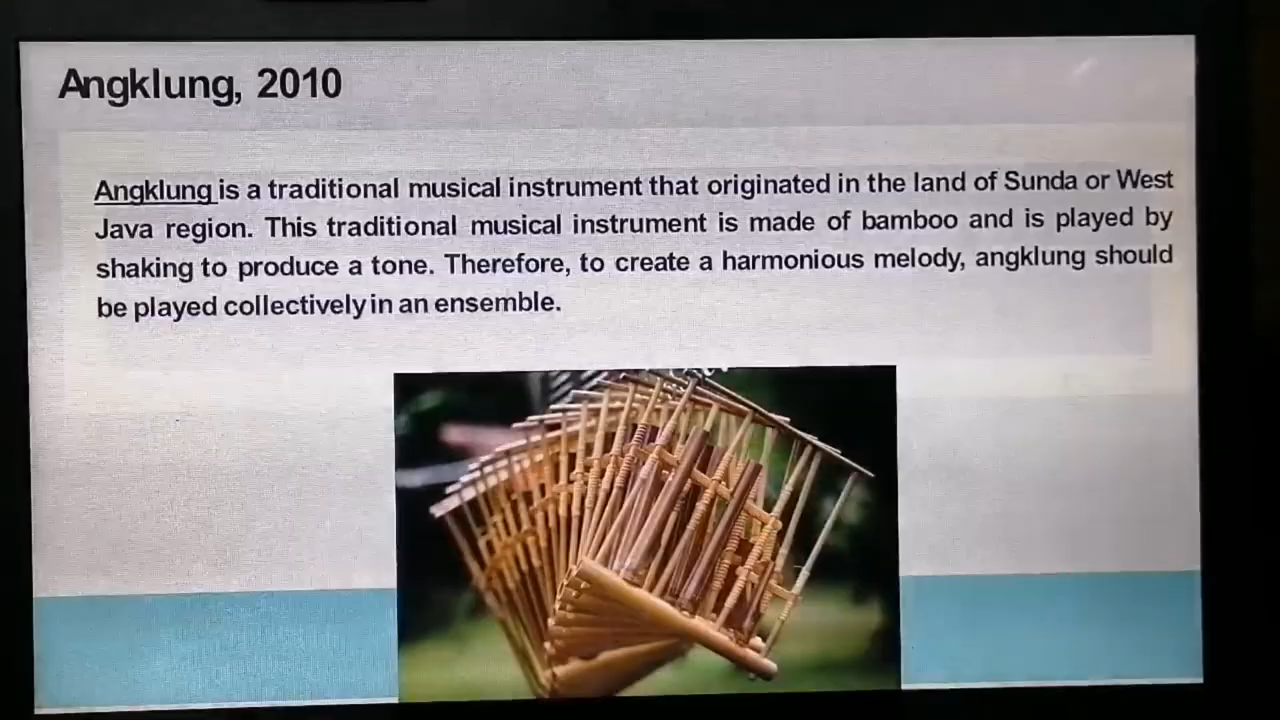 Angklung, 2010
Angklung is a traditional musical instrument that originated in the land of Sunda or West
Java region. This traditional musical instrument is made of bamboo and is played by
shaking to produce a tone. Therefore, to create a harmonious melody, angklung should
be played collectively in an ensemble.